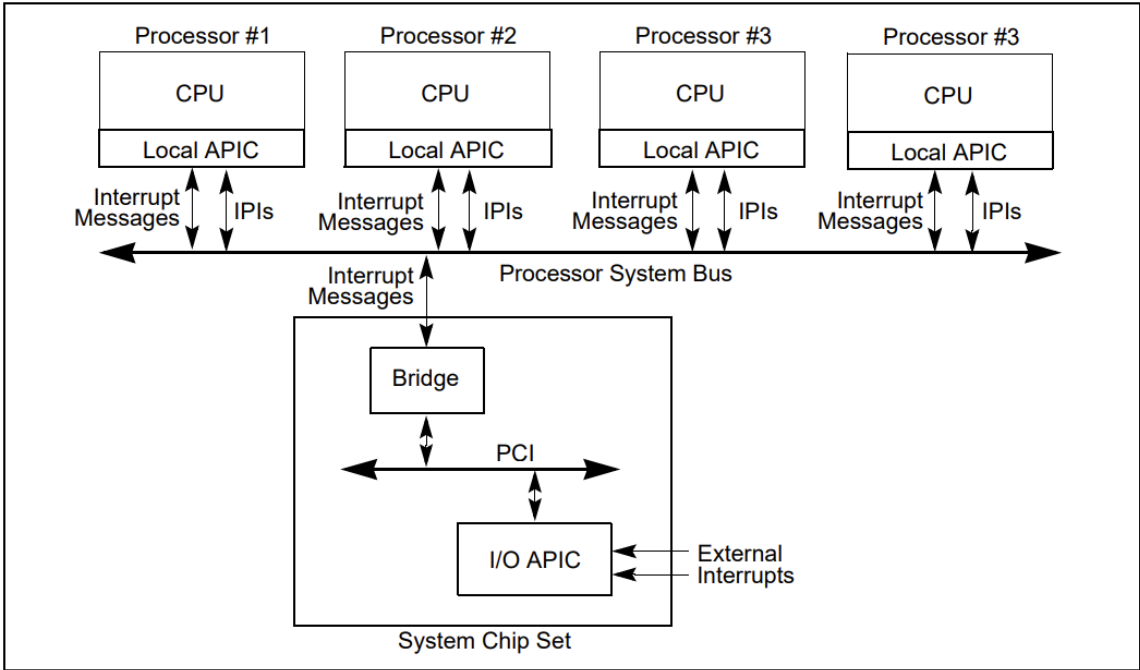 Processor #1
Processor #2
Processor #3
Processor #3
CPU
CPU
CPU
CPU
Local APIC
Local APIC
Local APIC
Local APIC
Interrupt
Messages
IPIs
Interrupt
Messages
IPIs
Interrupt
Messages
IPIs
Interrupt
Messages
IPIs
Processor System Bus
Interrupt
Messages
Bridge
PCI
I/O APIC
External
Interrupts
System Chip Set